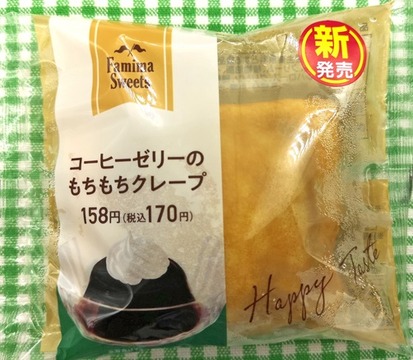 Famima
Sweets
新
発売
コーヒーゼリーの
もちもちクレープ
158円(税込170円)
Happy Taste